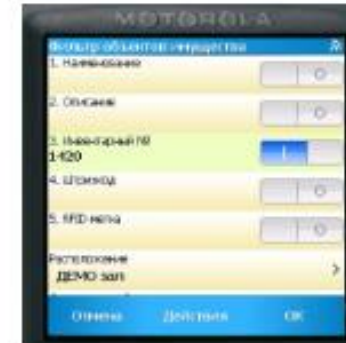 MOTOROLA
Фильтр объектов имущества
1. Наименование
2. Описание
3. Инвентарный №
1420
4. Штрихкод
5. RFID метка
Расположение
ДЕМО зал
Отмена Действия ОК